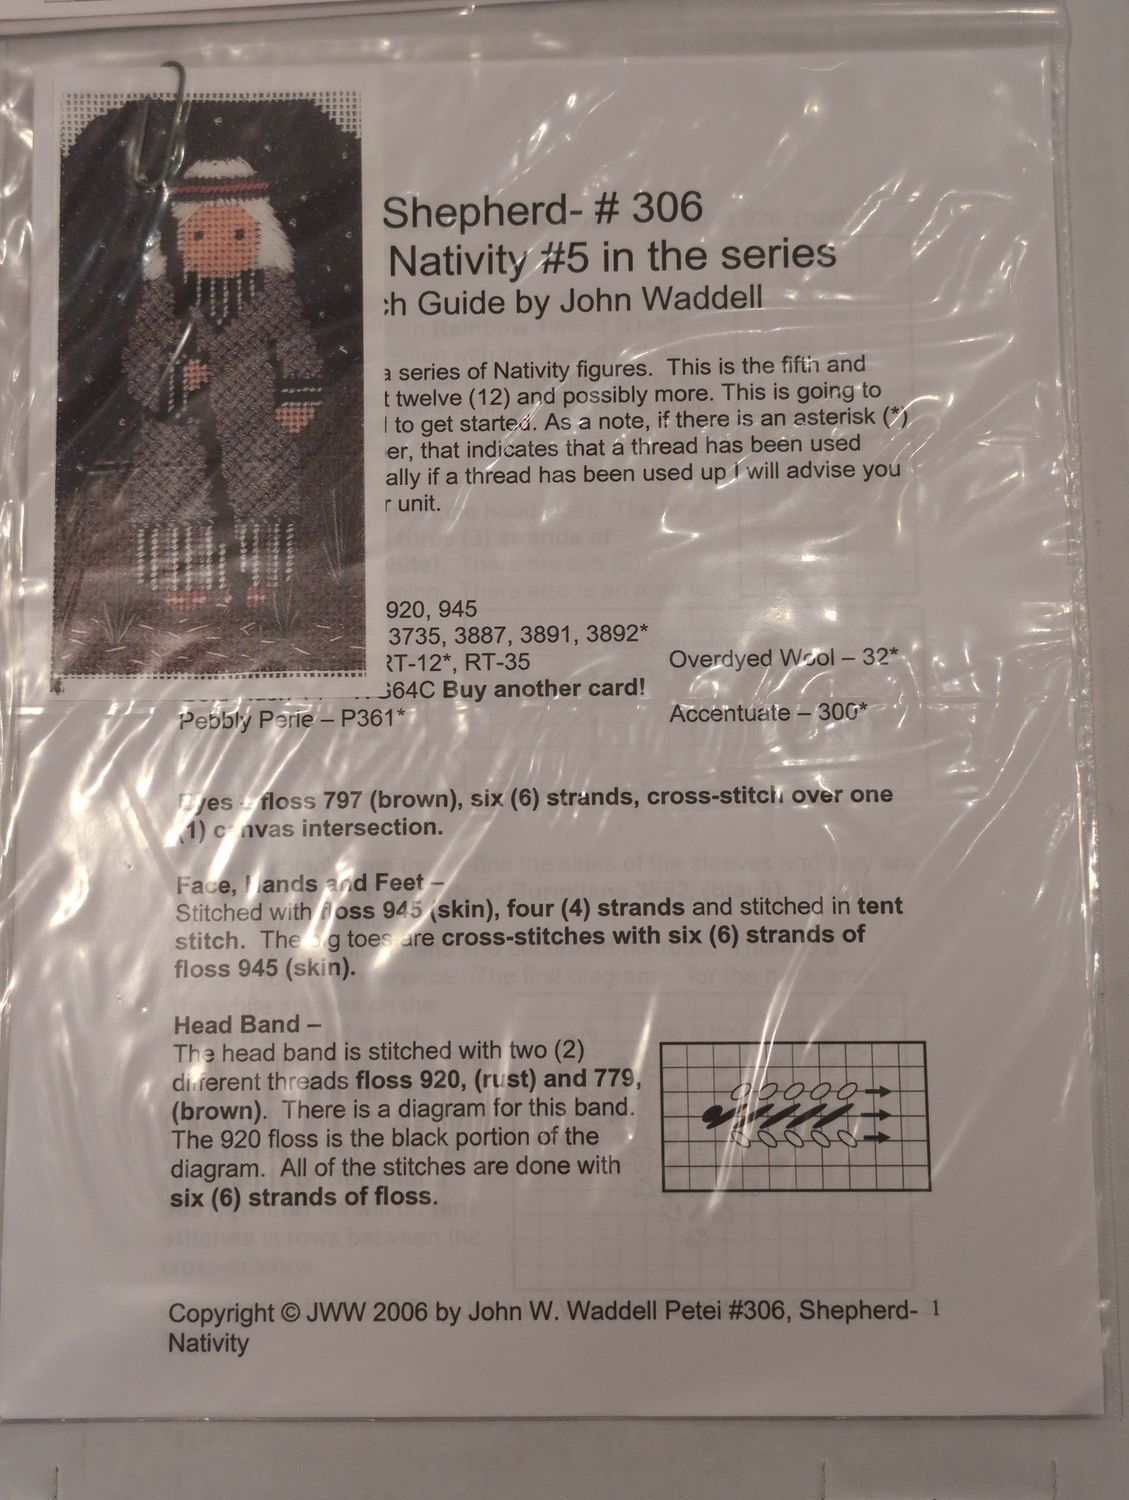 Shepherd- # 306
Nativity #5 in the series
Guide by John Waddell
series of Nativity figures.  This is the fifth and
twelve (12) and possibly more. This is going to
to get started. As a note, if there is an asterisk (*)
that indicates that a thread has been used
if a thread has been used up I will advise you
unit.
920, 945
3735, 3887, 3891, 3892*
RT-12*, RT-35 Overdyed Wool – 32*
Buy another card!
Pebbly Perle – P361* Accentuate – 300*
Eyes – floss 797 (brown), six (6) strands, cross-stitch over one
(1) canvas intersection.
Face, Hands and Feet –
Stitched with floss 945 (skin), four (4) strands and stitched in tent
stitch.  The big toes are cross-stitches with six (6) strands of
floss 945 (skin).
Head Band –
The head band is stitched with two (2)
different threads floss 920, (rust) and 779,
(brown).  There is a diagram for this band.
The 920 floss is the black portion of the
diagram.  All of the stitches are done with
six (6) strands of floss.
Copyright © JWW 2006 by John W. Waddell Petei #306, Shepherd- 1
Nativity